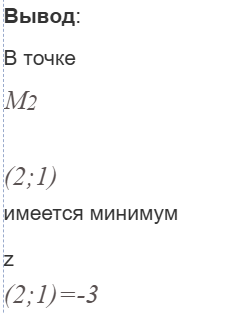 Вывод:
В точке
M2
(2;1)
имеется минимум
z
(2;1)=-3